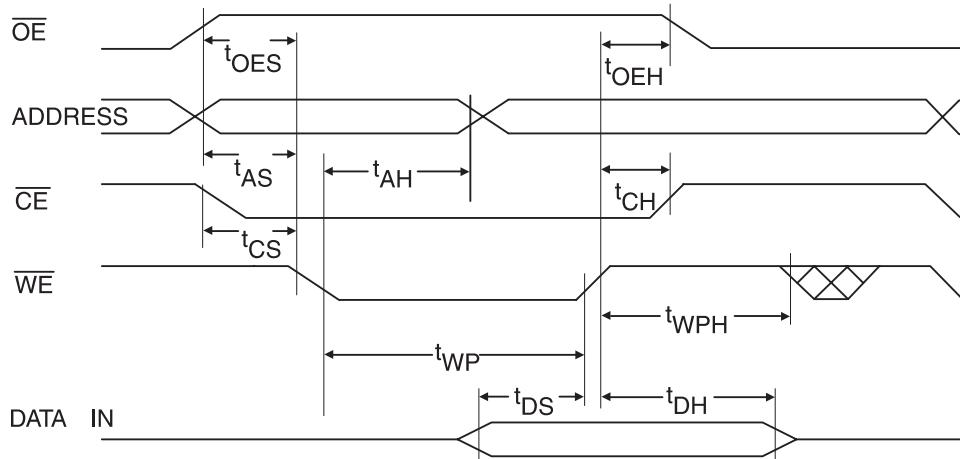 OE
tOES
tOEH
ADDRESS
tAS
tAH
CE
tCH
tCS
WE
tWPH
tWP
tDS
tDH
DATA IN